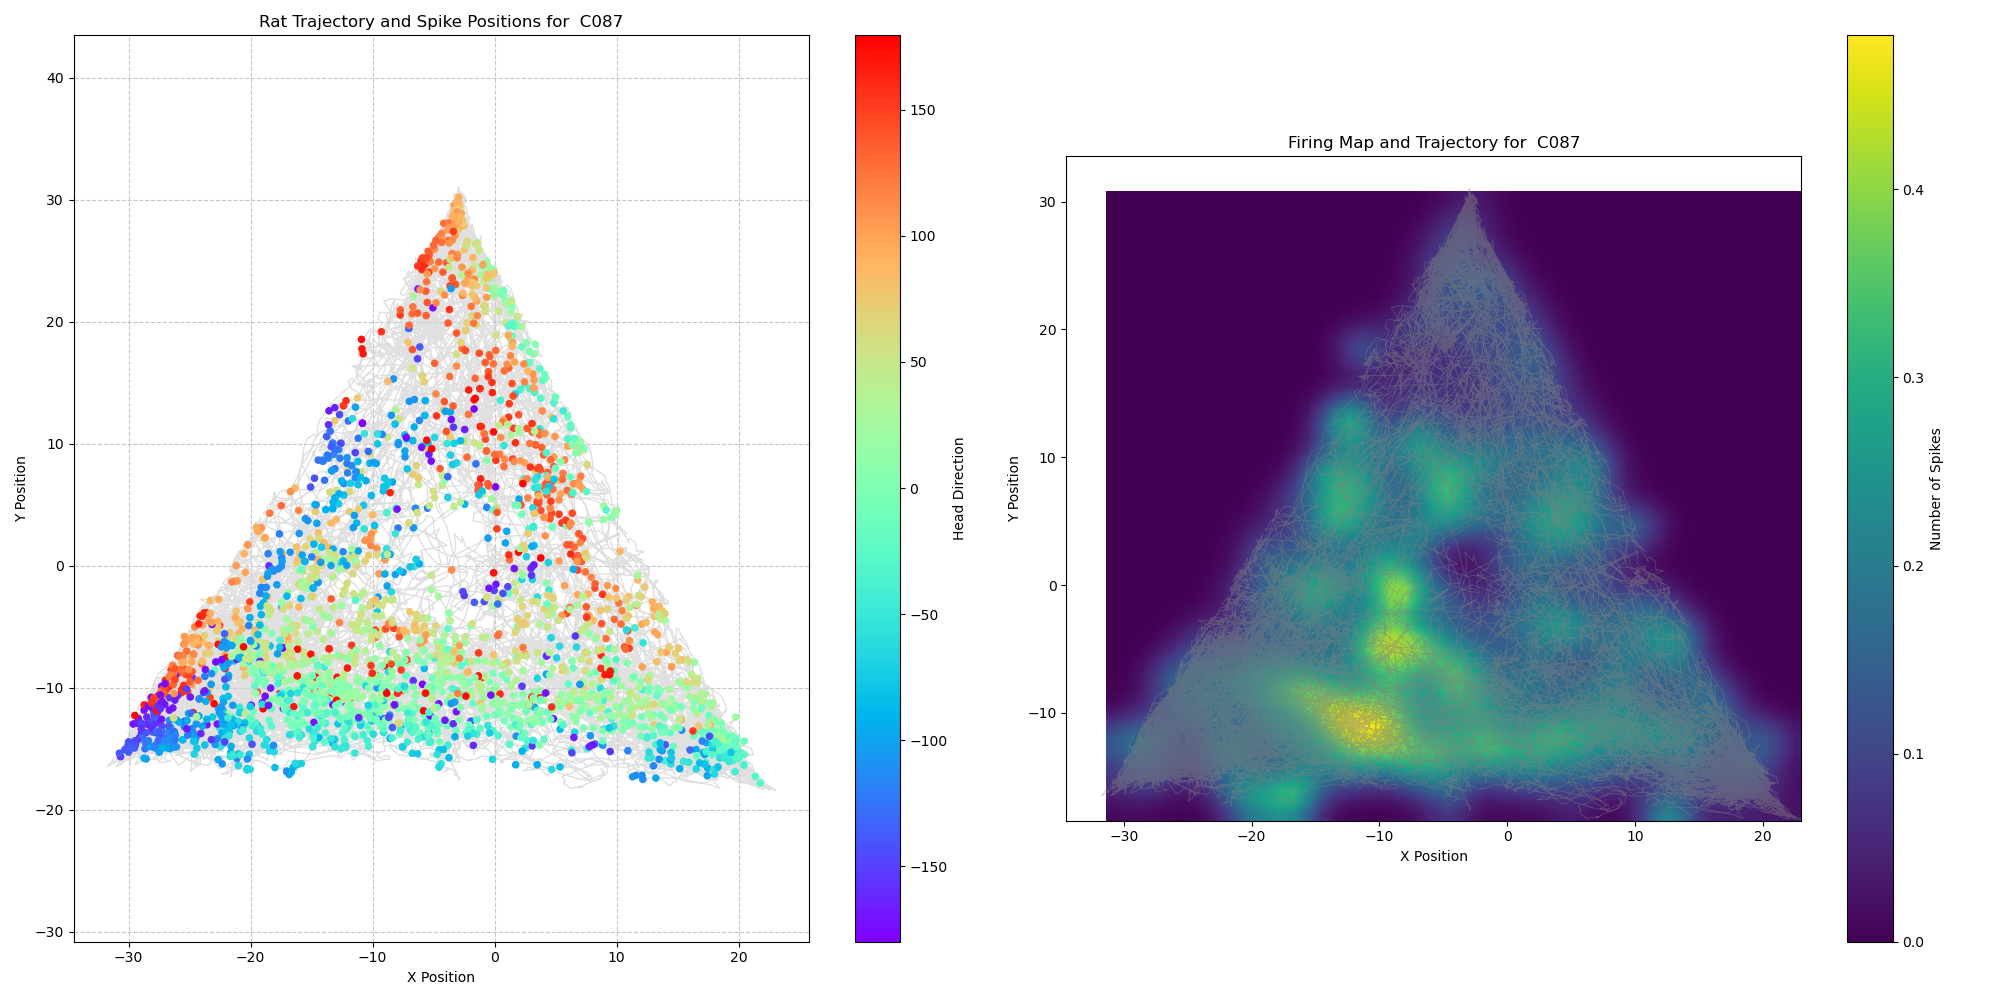 Rat Trajectory and Spike Positions for  C087
40
30
20
10
0
−10
−20
−30
Y Position
−30 −20 −10 0 10 20
X Position
150
100
50
0
−50
−100
−150
Head Direction
Firing Map and Trajectory for  C087
30
20
10
0
−10
Y Position
−30 −20 −10 0 10 20
X Position
0.4
0.3
0.2
0.1
0.0
Number of Spikes